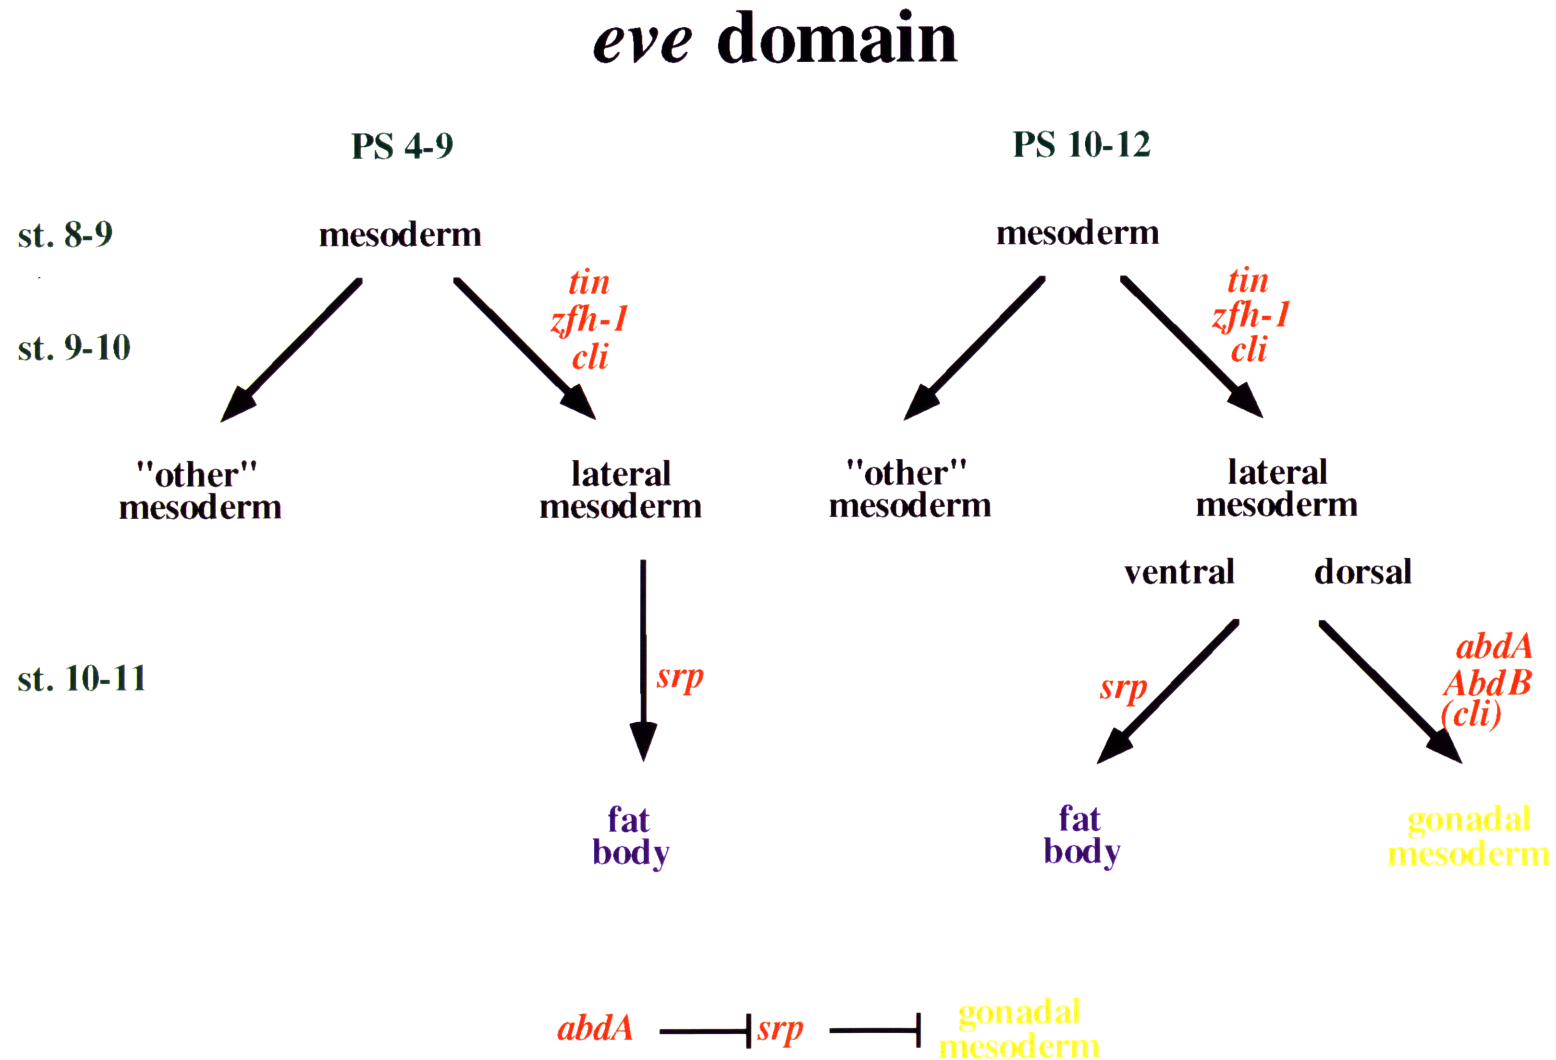 eve domain
PS 4-9
PS 10-12
st. 8-9
mesoderm
mesoderm
tin
zfh-1
cli
tin
zfh-1
cli
st. 9-10
"other"
mesoderm
lateral
mesoderm
"other"
mesoderm
lateral
mesoderm
ventral
dorsal
st. 10-11
srp
srp
abdA
AbdB
(cli)
fat
body
fat
body
gonadal
mesoderm
abdA
srp
gonadal
mesoderm